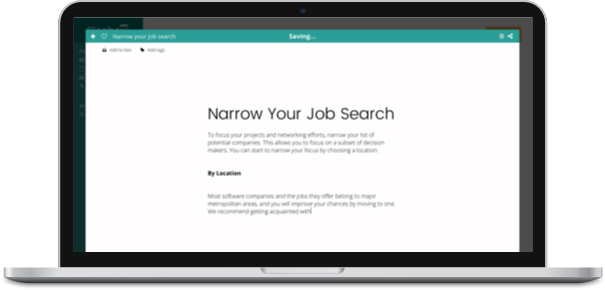 Narrow your job search
Saving...
Add to box
Add tags
Narrow Your Job Search
To focus your projects and networking efforts, narrow your list of
potential companies. This allows you to focus on a subset of decision
makers. You can start to narrow your focus by choosing a location.
By Location
Most software companies and the jobs they offer belong to major
metropolitan areas, and you will improve your chances by moving to one.
We recommend getting acquainted with